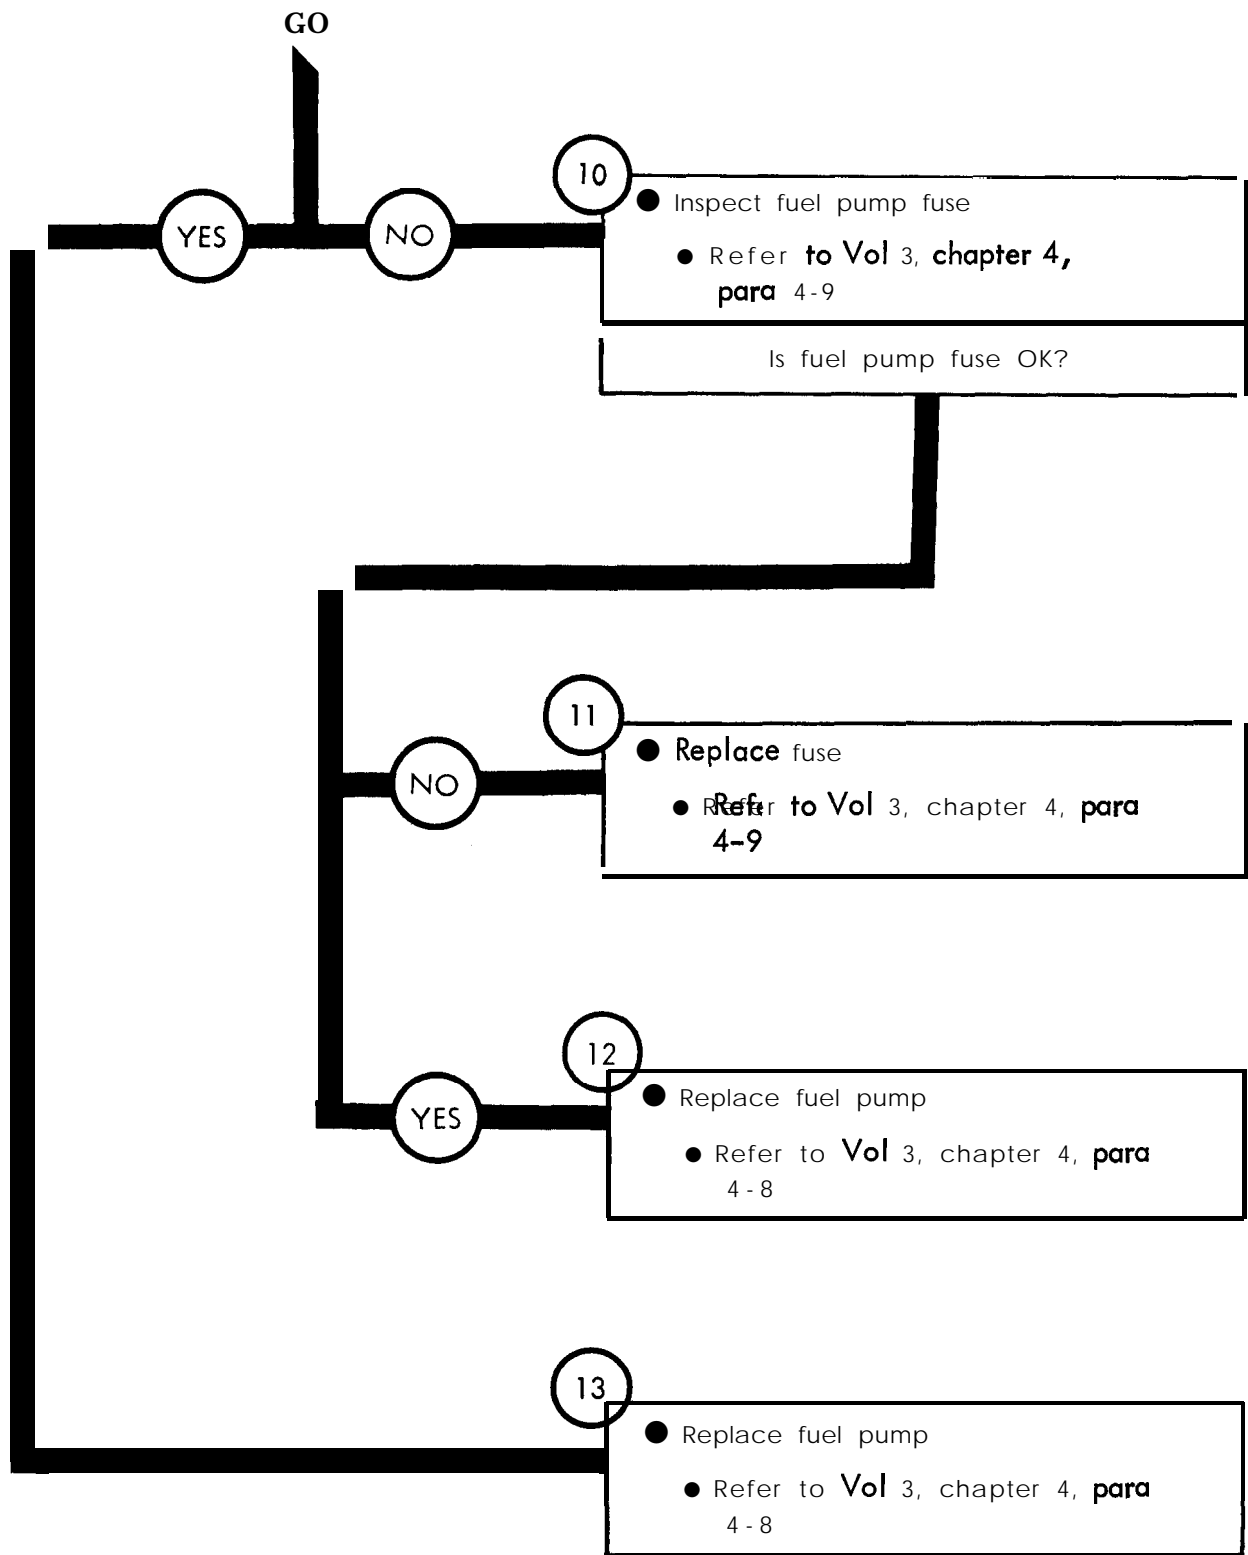 GO
YES
NO
10
● Inspect fuel pump fuse
● Refer to Vol 3, chapter 4,
para 4-9
Is fuel pump fuse OK?
NO
11
● Replace fuse
● Refer to Vol 3, chapter 4, para
4-9
YES
12
● Replace fuel pump
● Refer to Vol 3, chapter 4, para
4-8
13
● Replace fuel pump
● Refer to Vol 3, chapter 4, para
4-8